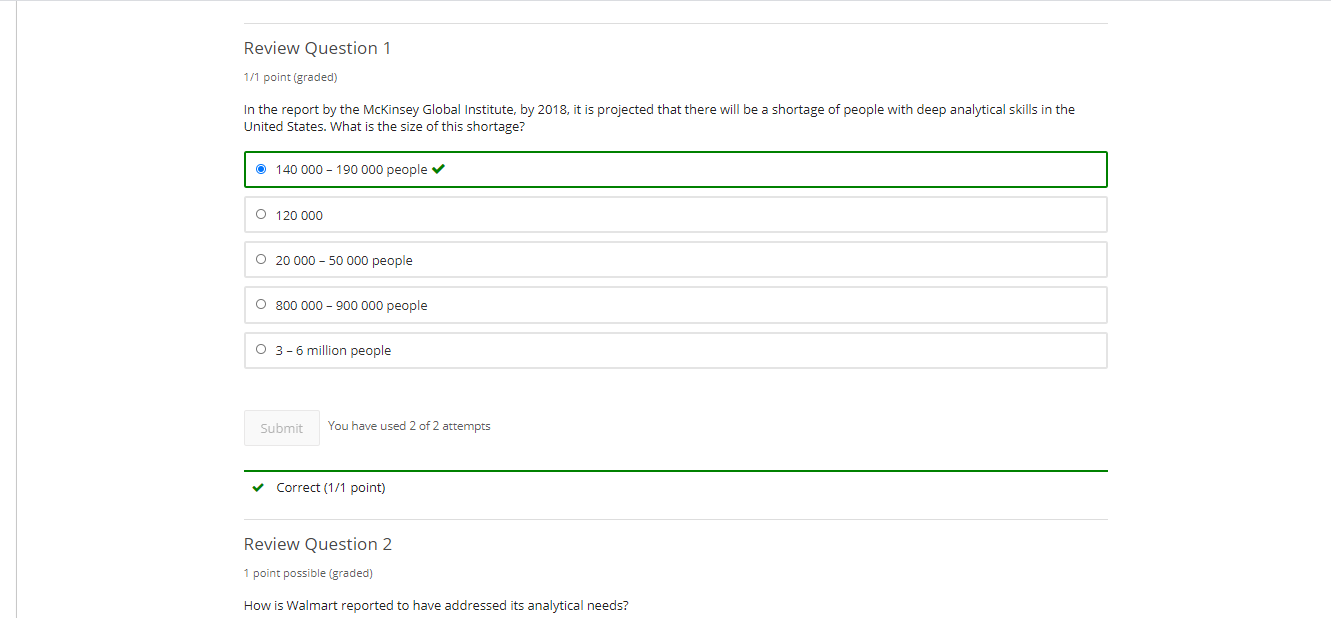 Review Question 1
1/1 point (graded)
In the report by the McKinsey Global Institute, by 2018, it is projected that there will be a shortage of people with deep analytical skills in the
United States. What is the size of this shortage?
140 000 – 190 000 people
120 000
20 000 – 50 000 people
800 000 – 900 000 people
3 – 6 million people
Submit You have used 2 of 2 attempts
Correct (1/1 point)
Review Question 2
1 point possible (graded)
How is Walmart reported to have addressed its analytical needs?